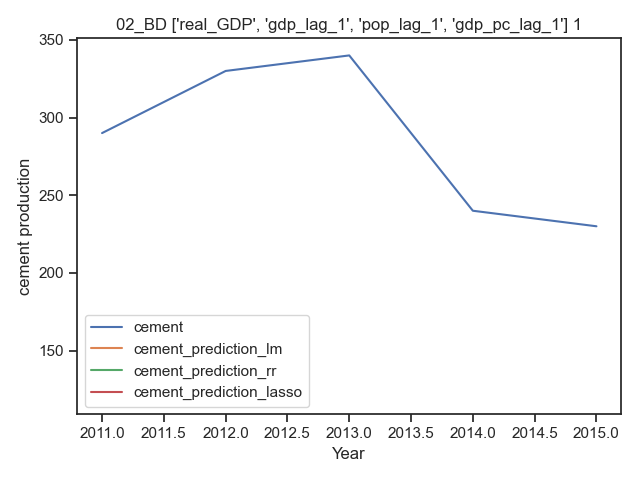 02_BD ['real_GDP', 'gdp_lag_1', 'pop_lag_1', 'gdp_pc_lag_1'] 1
350
300
250
200
150
cement production
cement
cement_prediction_lm
cement_prediction_rr
cement_prediction_lasso
2011.0 2011.5 2012.0 2012.5 2013.0 2013.5 2014.0 2014.5 2015.0
Year